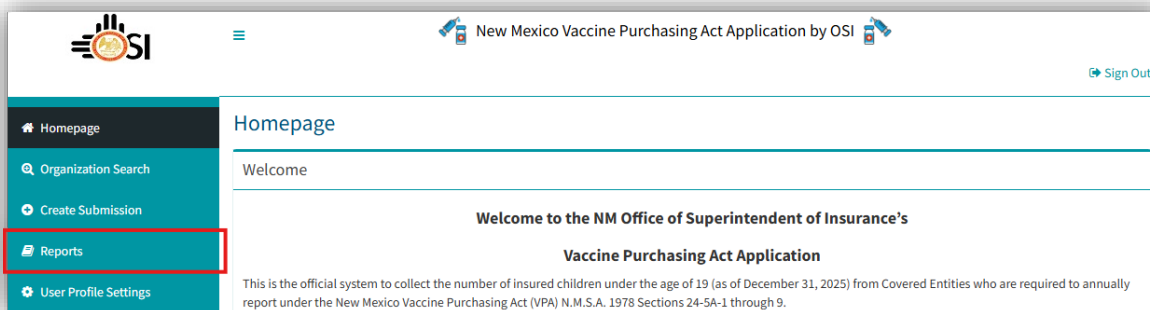 OSI
New Mexico Vaccine Purchasing Act Application by OSI
Sign Out
Homepage
Organization Search
Create Submission
Reports
User Profile Settings
Homepage
Welcome
Welcome to the NM Office of Superintendent of Insurance's
Vaccine Purchasing Act Application
This is the official system to collect the number of insured children under the age of 19 (as of December 31, 2025) from Covered Entities who are required to annually
report under the New Mexico Vaccine Purchasing Act (VPA) N.M.S.A. 1978 Sections 24-5A-1 through 9.